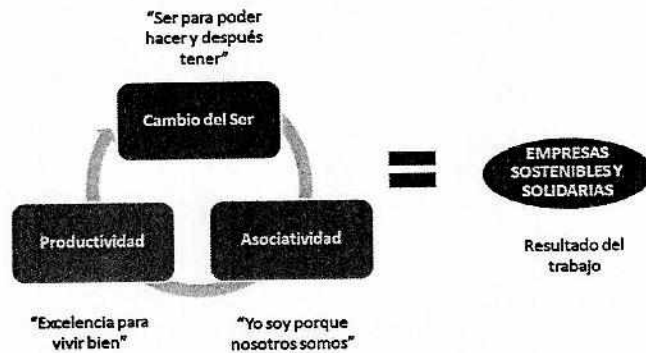 "Ser para poder
hacer y después
tener"
Cambio del Ser
EMPRESAS
SOSTENIBLES Y
SOLIDARIAS
Productividad
Asociatividad
Resultado del
trabajo
"Excelencia para
vivir bien"
"Yo soy porque
nosotros somos"